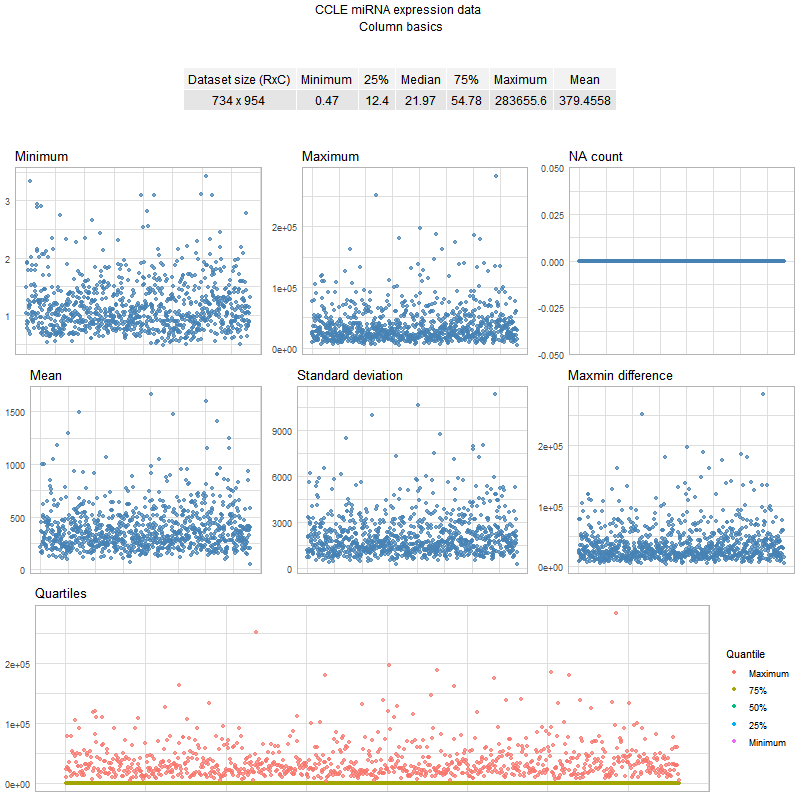 CCLE miRNA expression data
Column basics
Dataset size (RxC) Minimum 25% Median 75% Maximum Mean
734 x 954 0.47 12.4 21.97 54.78 283655.6 379.4558
Minimum
3
2
1
Maximum
2e+05
1e+05
0e+00
NA count
0.050
0.025
0.000
-0.025
-0.050
Mean
1500
1000
500
0
Standard deviation
9000
6000
3000
0
Maxmin difference
2e+05
1e+05
0e+00
Quartiles
2e+05
1e+05
0e+00
Quantile
Maximum
75%
50%
25%
Minimum